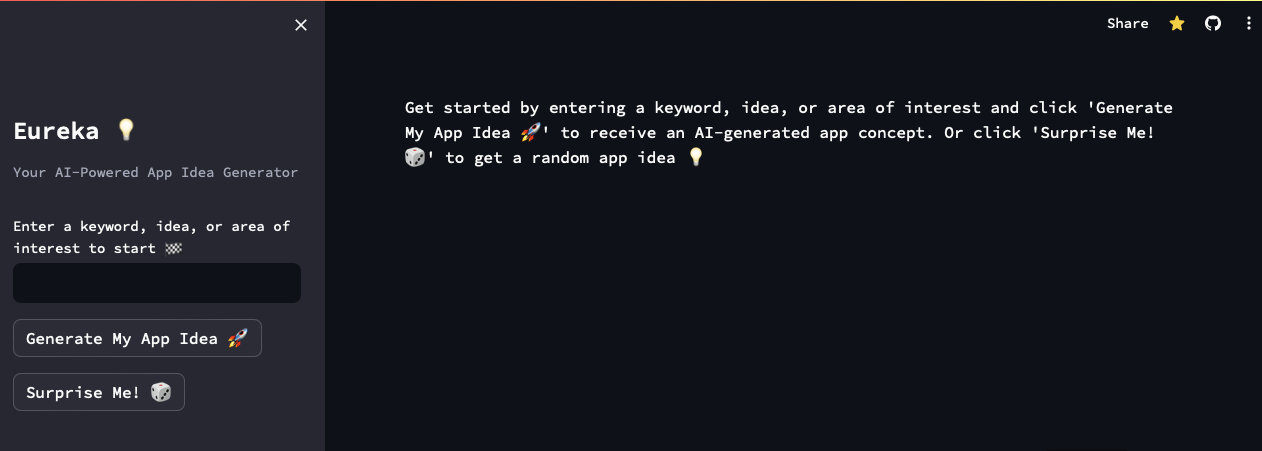 Share
Eureka 💡
Your AI-Powered App Idea Generator
Enter a keyword, idea, or area of
interest to start 🏁
Generate My App Idea 🚀
Surprise Me! 🎲
Get started by entering a keyword, idea, or area of interest and click 'Generate
My App Idea 🚀' to receive an AI-generated app concept. Or click 'Surprise Me!
🎲' to get a random app idea 💡